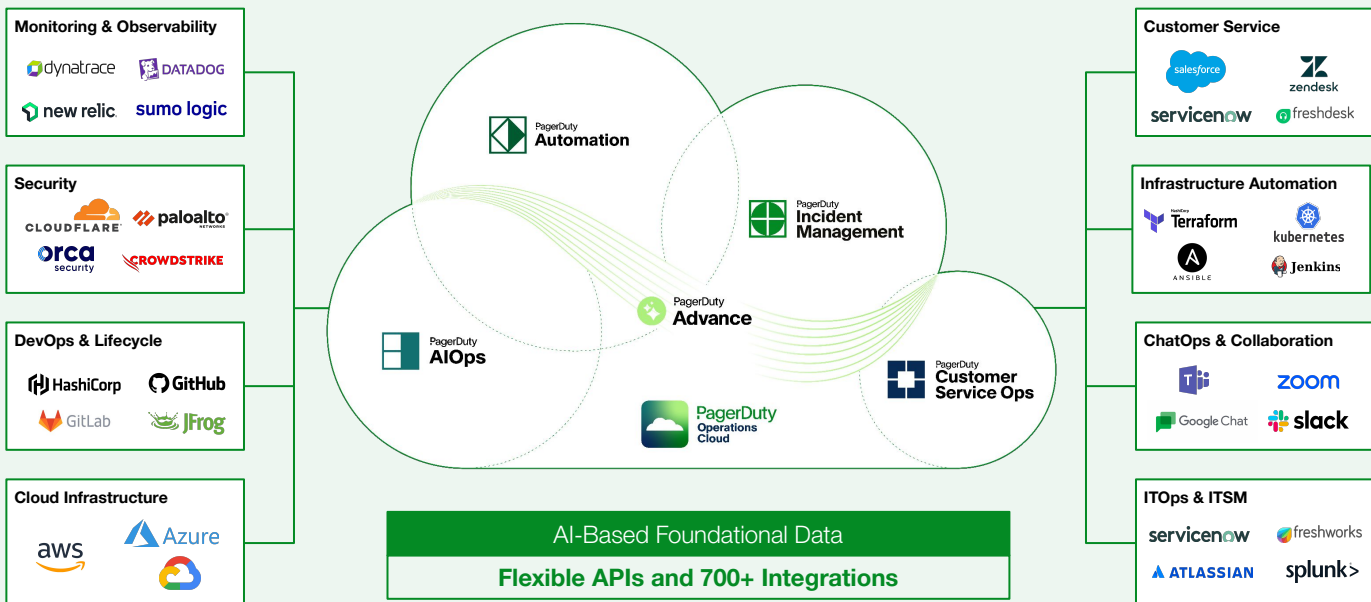 Monitoring & Observability
dynatrace
DATADOG
new relic.
sumo logic
Security
CLOUDFLARE
paloalto
NETWORKS
orca
security
CROWDSTRIKE
DevOps & Lifecycle
HashiCorp
GitHub
GitLab
JFrog
Cloud Infrastructure
aws
Azure
PagerDuty
Automation
PagerDuty
Incident
Management
PagerDuty
Advance
PagerDuty
AIOps
PagerDuty
Customer
Service Ops
PagerDuty
Operations
Cloud
AI-Based Foundational Data
Flexible APIs and 700+ Integrations
Customer Service
salesforce
zendesk
servicenow
freshdesk
Infrastructure Automation
HashiCorp
Terraform
kubernetes
A
ANSIBLE
Jenkins
ChatOps & Collaboration
T
zoom
Google Chat
slack
ITOps & ITSM
servicenow
freshworks
ATLASSIAN
splunk>